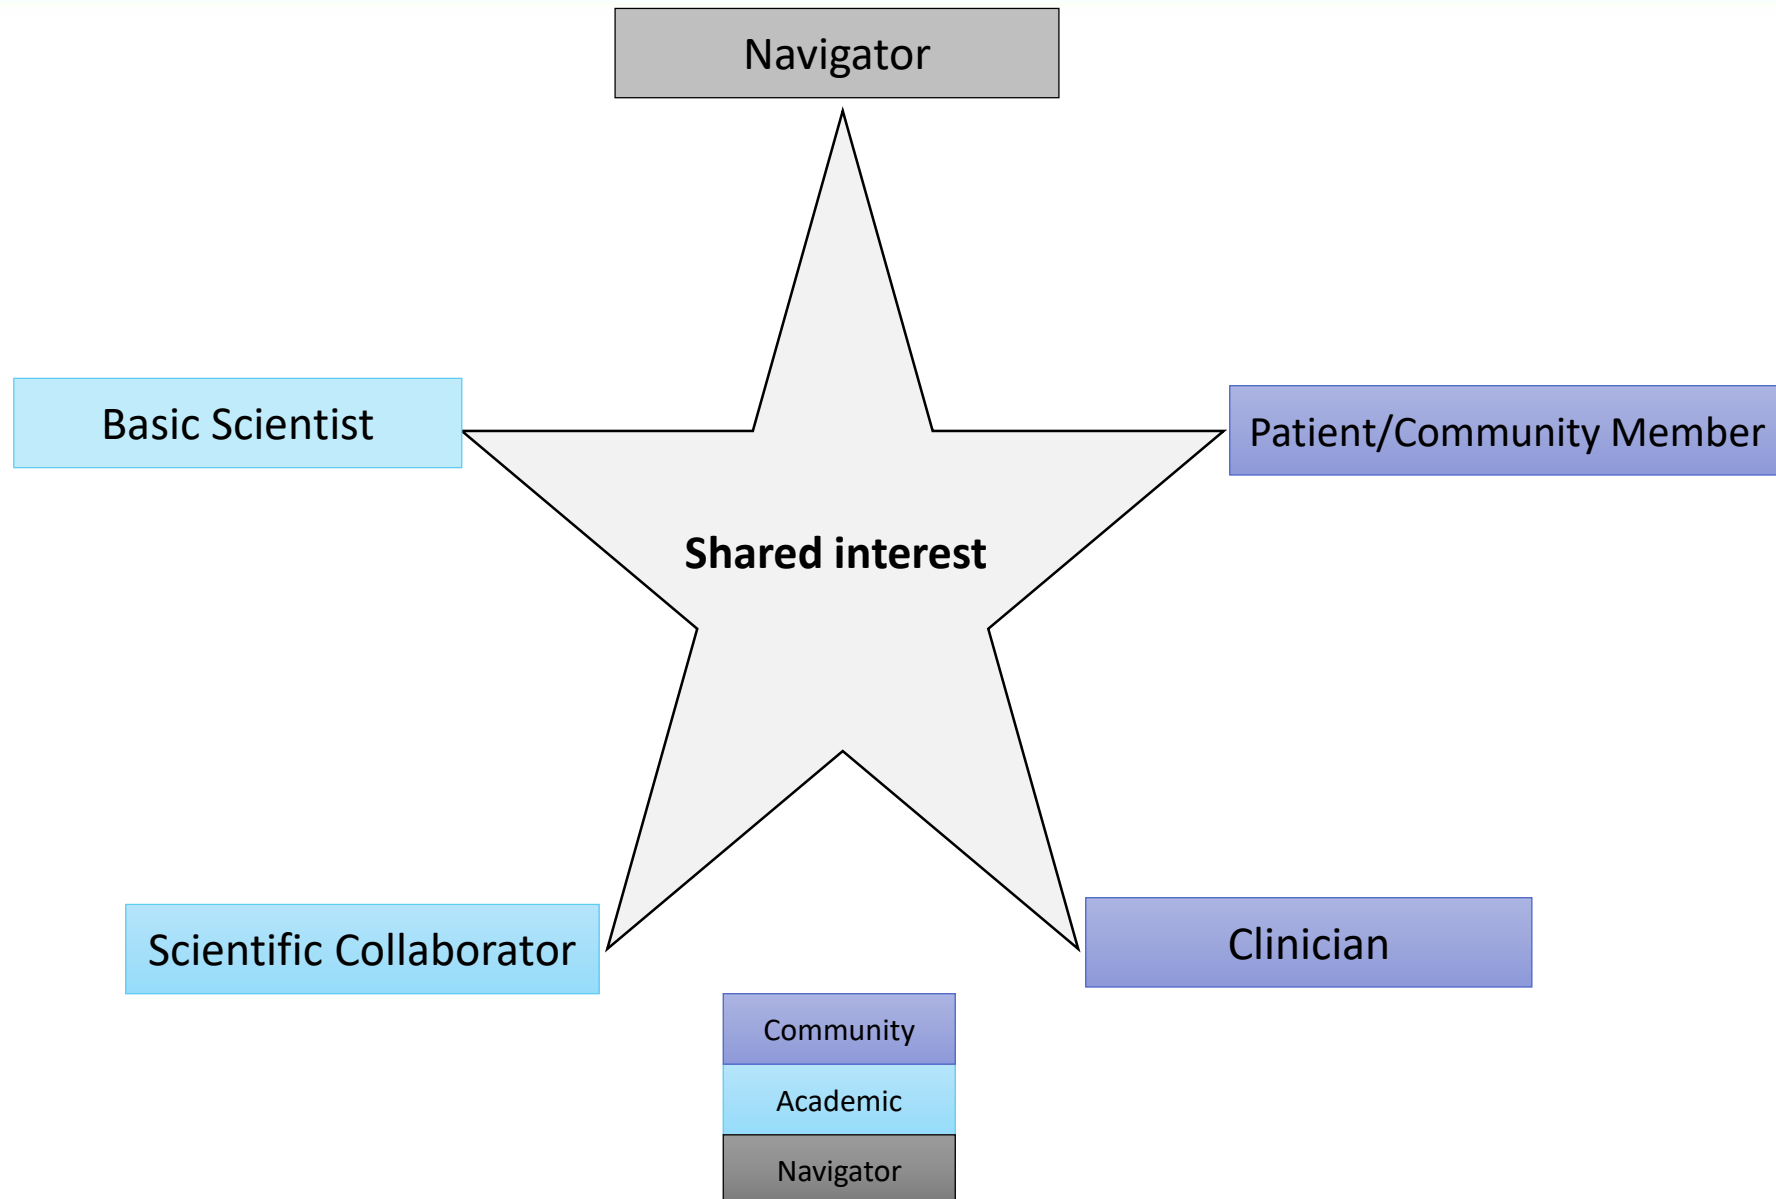 Navigator
Basic Scientist
Patient/Community Member
Shared interest
Scientific Collaborator
Clinician
Community
Academic
Navigator